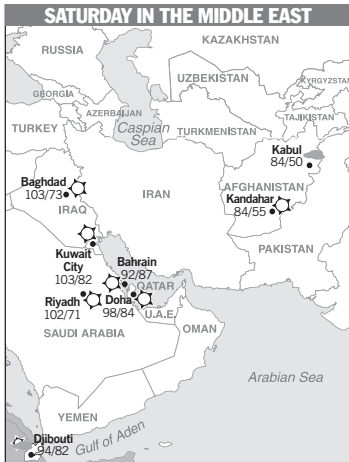 SATURDAY IN THE MIDDLE EAST
KAZAKHSTAN
RUSSIA
UZBEKISTAN
KYRGYZSTAN
GEORGIA
AZERBAIJAN
TAJIKISTAN
TURKEY
Caspian
Sea
TURKMENISTAN
Kabul
84/50
Baghdad
103/73
IRAQ
IRAN
AFGHANISTAN
Kandahar
84/55
PAKISTAN
Kuwait
City
103/82
Bahrain
92/87
QATAR
Riyadh
102/71
Doha
98/84
U.A.E.
OMAN
SAUDI ARABIA
Arabian Sea
YEMEN
Djibouti
94/82
Gulf of Aden